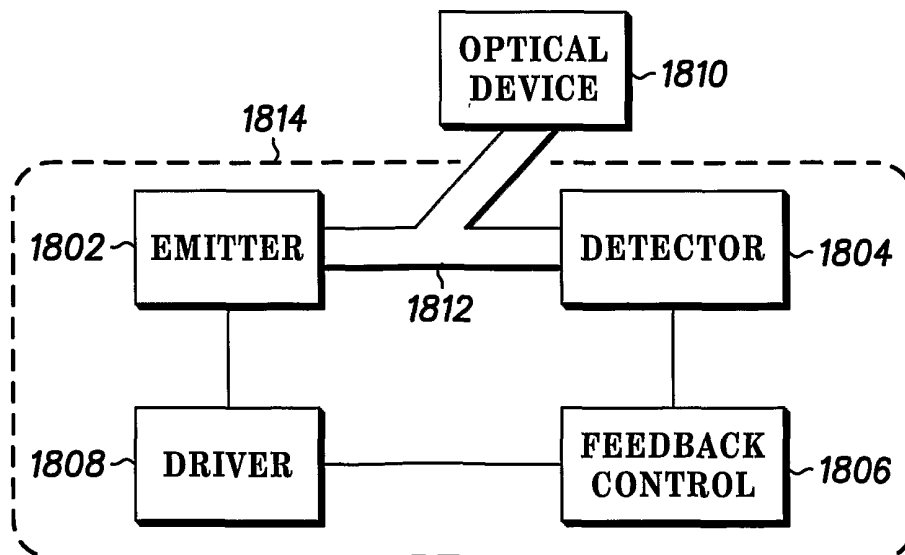 OPTICAL
DEVICE
1810
1814
1802
EMITTER
DETECTOR
1804
1812
1808
DRIVER
FEEDBACK
CONTROL
1806